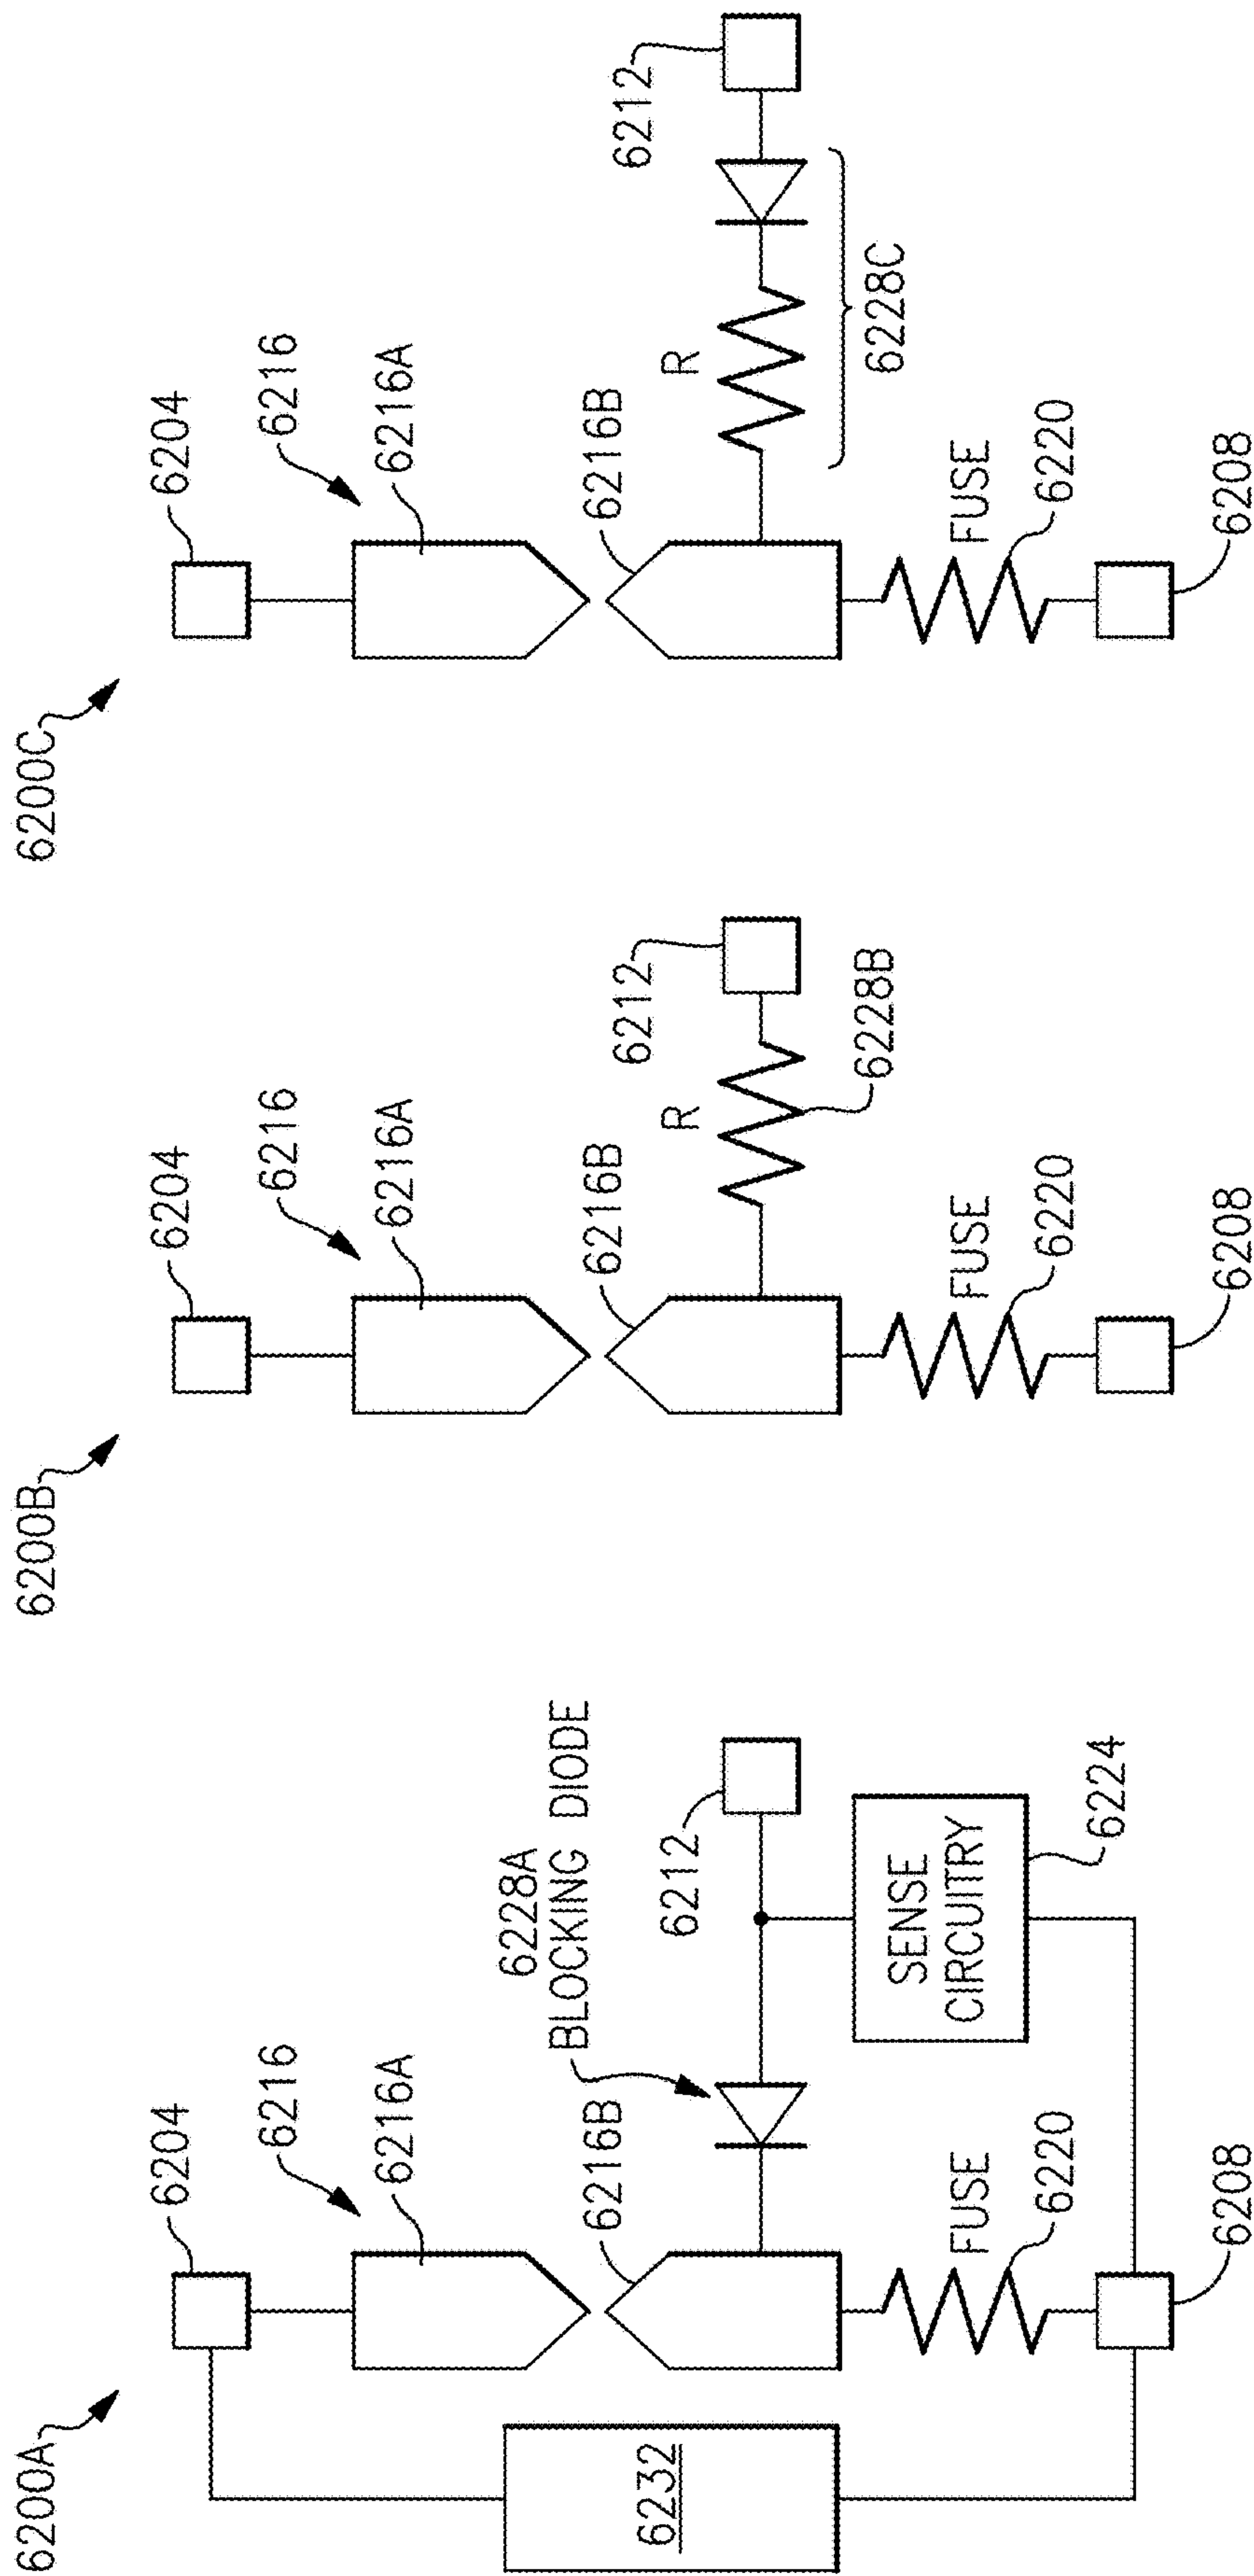 6200A
6204
6216
6216A
6216B
6228A
BLOCKING DIODE
6212
6232
FUSE
6220
SENSE
CIRCUITRY
6224
6208
6200B
6204
6216
6216A
6216B
R
6212
6228B
FUSE
6220
6208
6200C
6204
6216
6216A
6216B
R
6212
6228C
FUSE
6220
6208